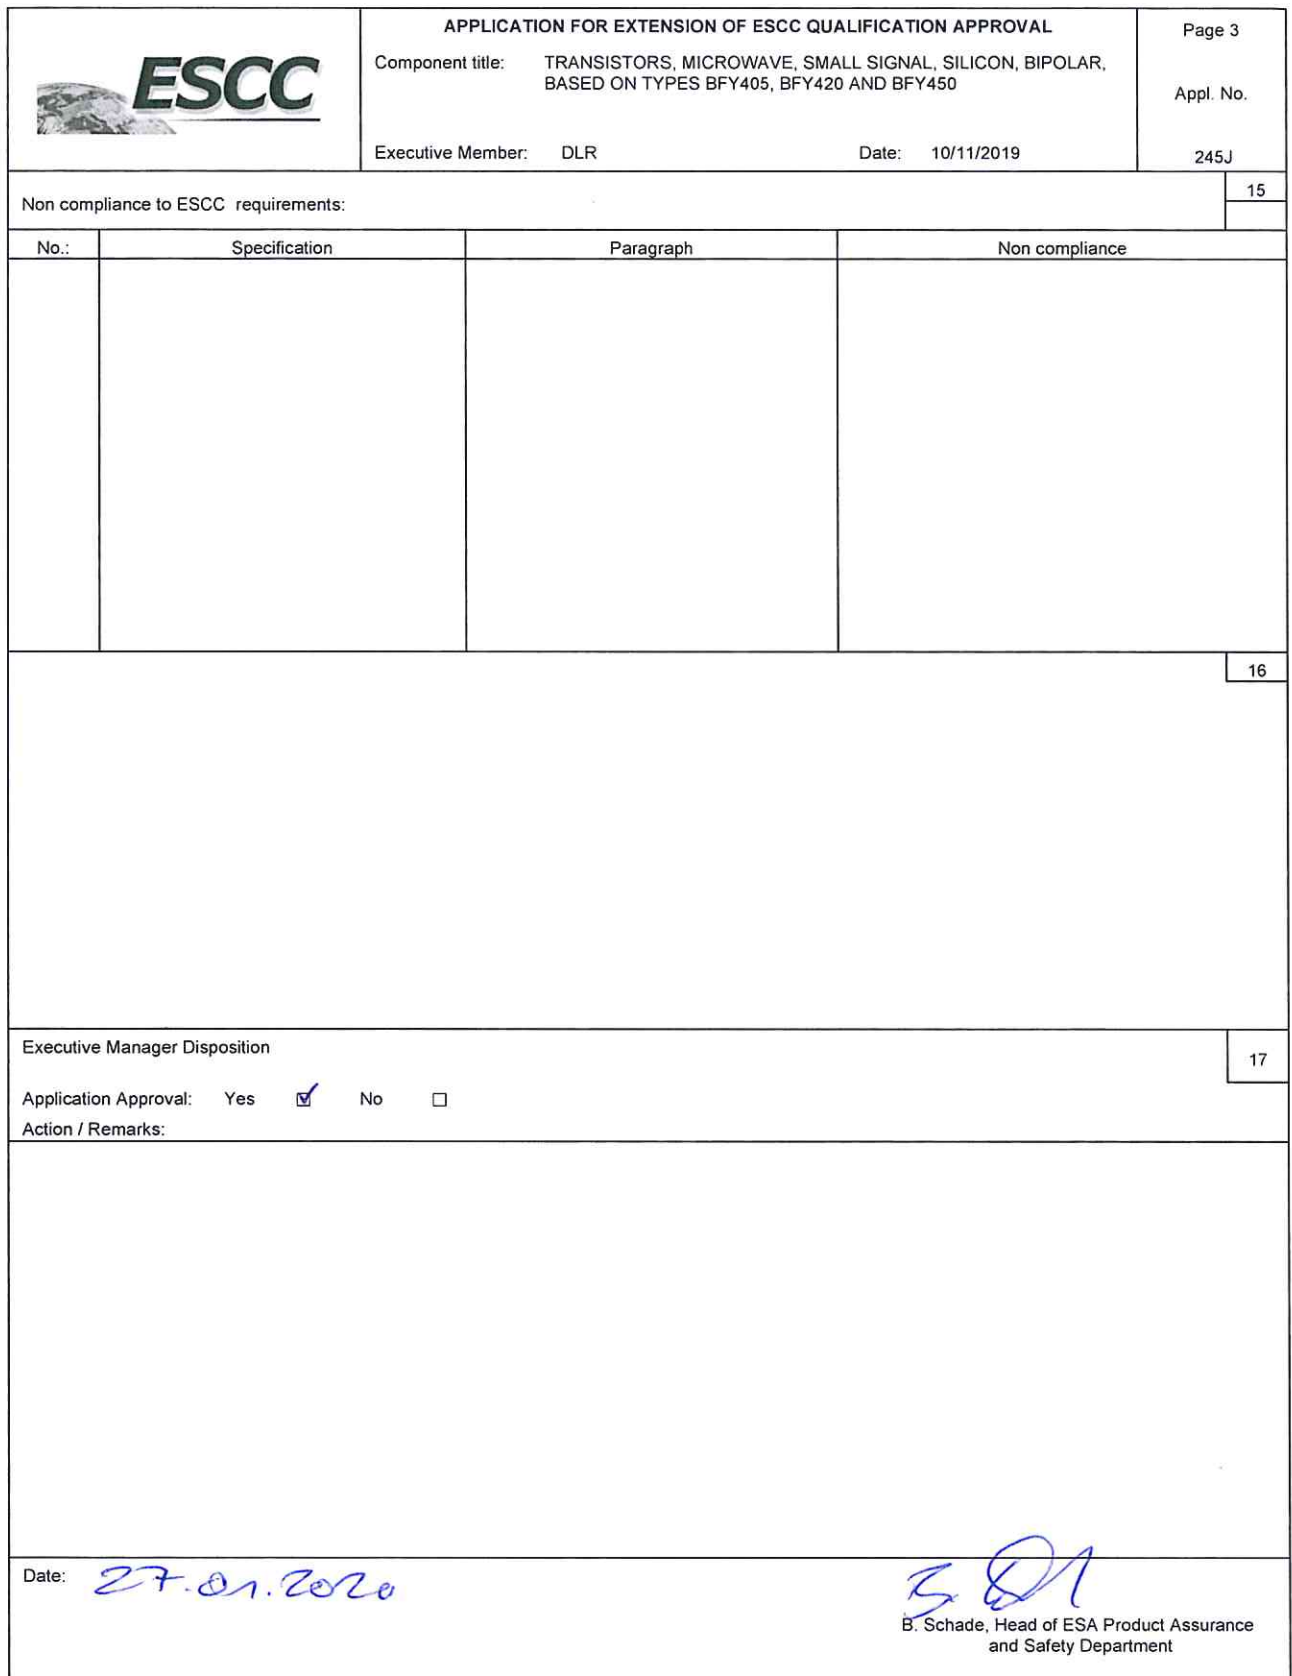 ESCC
APPLICATION FOR EXTENSION OF ESCC QUALIFICATION APPROVAL
Component title: TRANSISTORS, MICROWAVE, SMALL SIGNAL, SILICON, BIPOLAR,
BASED ON TYPES BFY405, BFY420 AND BFY450
Executive Member: DLR Date: 10/11/2019
Page 3
Appl. No.
245J
Non compliance to ESCC requirements:
15
No.: Specification Paragraph Non compliance
16
Executive Manager Disposition
17
Application Approval: Yes ☑ No ☐
Action / Remarks:
Date: 27.01.2020
B. Schade, Head of ESA Product Assurance
and Safety Department